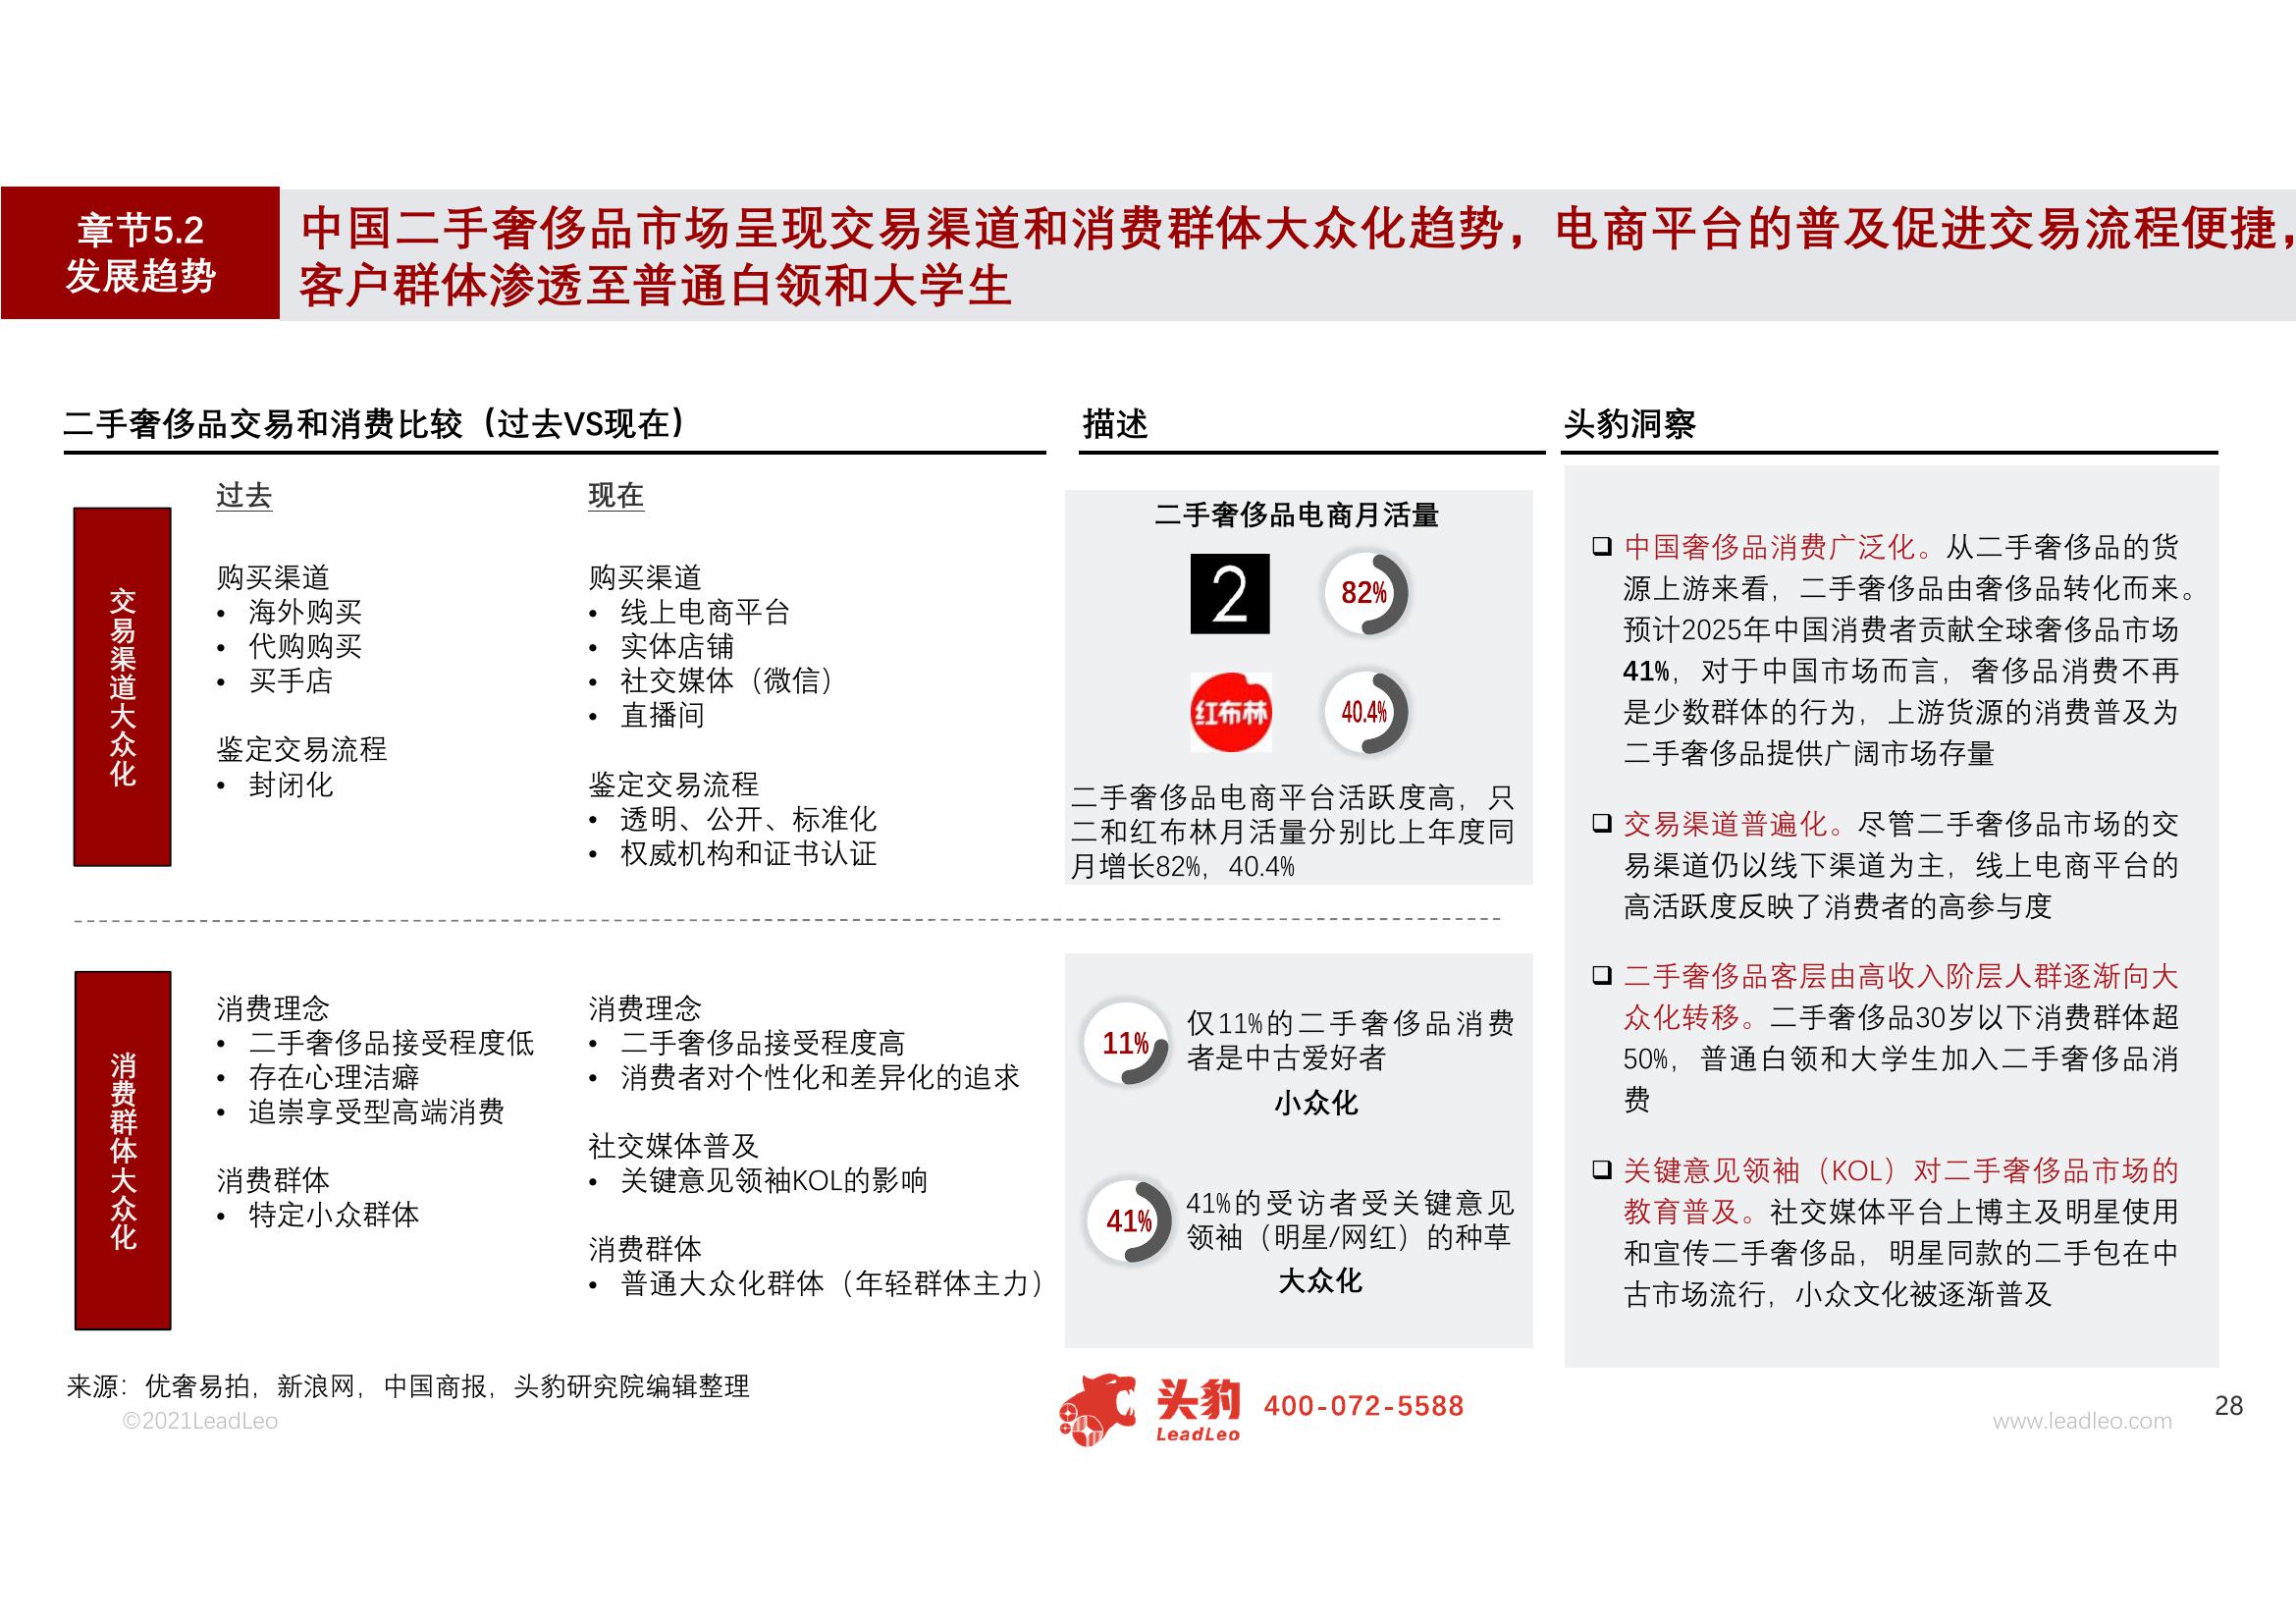 章节5.2
发展趋势
中国二手奢侈品市场呈现交易渠道和消费群体大众化趋势，电商平台的普及促进交易流程便捷，
客户群体渗透至普通白领和大学生
二手奢侈品交易和消费比较（过去VS现在）
过去
现在
交易渠道大众化
购买渠道
• 海外购买
• 代购购买
• 买手店
鉴定交易流程
• 封闭化
购买渠道
• 线上电商平台
• 实体店铺
• 社交媒体（微信）
• 直播间
鉴定交易流程
• 透明、公开、标准化
• 权威机构和证书认证
消费群体大众化
消费理念
• 二手奢侈品接受程度低
• 存在心理洁癖
• 追崇享受型高端消费
消费群体
• 特定小众群体
消费理念
• 二手奢侈品接受程度高
• 消费者对个性化和差异化的追求
社交媒体普及
• 关键意见领袖KOL的影响
消费群体
• 普通大众化群体（年轻群体主力）
描述
二手奢侈品电商月活量
2
82%
红布林
40.4%
二手奢侈品电商平台活跃度高，只
二和红布林月活量分别比上年度同
月增长82%，40.4%
11%
仅11%的二手奢侈品消费
者是中古爱好者
小众化
41%
41%的受访者受关键意见
领袖（明星/网红）的种草
大众化
头豹洞察
❑ 中国奢侈品消费广泛化。从二手奢侈品的货
源上游来看，二手奢侈品由奢侈品转化而来。
预计2025年中国消费者贡献全球奢侈品市场
41%，对于中国市场而言，奢侈品消费不再
是少数群体的行为，上游货源的消费普及为
二手奢侈品提供广阔市场存量
❑ 交易渠道普遍化。尽管二手奢侈品市场的交
易渠道仍以线下渠道为主，线上电商平台的
高活跃度反映了消费者的高参与度
❑ 二手奢侈品客层由高收入阶层人群逐渐向大
众化转移。二手奢侈品30岁以下消费群体超
50%，普通白领和大学生加入二手奢侈品消
费
❑ 关键意见领袖（KOL）对二手奢侈品市场的
教育普及。社交媒体平台上博主及明星使用
和宣传二手奢侈品，明星同款的二手包在中
古市场流行，小众文化被逐渐普及
来源：优奢易拍，新浪网，中国商报，头豹研究院编辑整理
©2021LeadLeo
头豹
LeadLeo
400-072-5588
www.leadleo.com
28